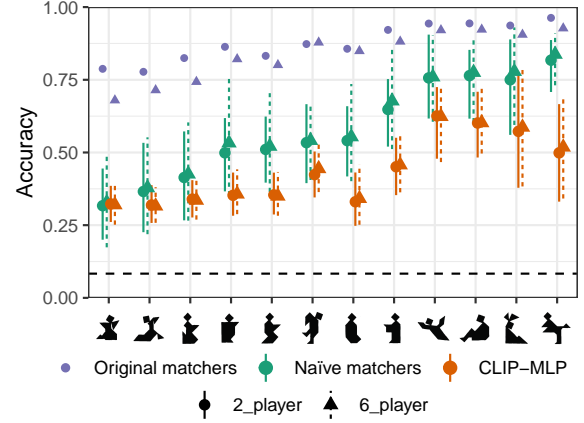 1.00
0.75
0.50
0.25
0.00
Accuracy
Original matchers Naïve matchers CLIP−MLP
2_player 6_player